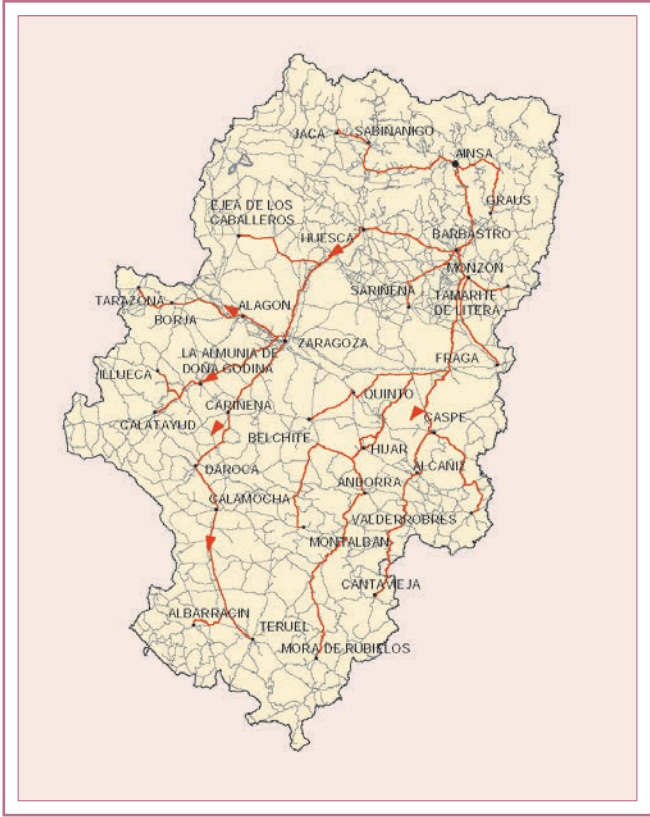 JACA
SABIÑANIGO
AINSA
GRAUS
EJEA DE LOS
CABALLEROS
HUESCA
BARBASTRO
MONZON
SARIÑENA
TAMARITE
DE LITERA
TARAZONA
ALAGON
BORJA
ZARAGOZA
LA ALMUNIA DE
DOÑA GODINA
FRAGA
ILLUECA
QUINTO
CARIÑENA
CASPE
CALATAYUD
BELCHITE
HIJAR
DAROCA
ALCAÑIZ
ANDORRA
CALAMOCHA
VALDERROBRES
MONTALBAN
CANTAVIEJA
ALBARRACIN
TERUEL
MORA DE RUBIELOS